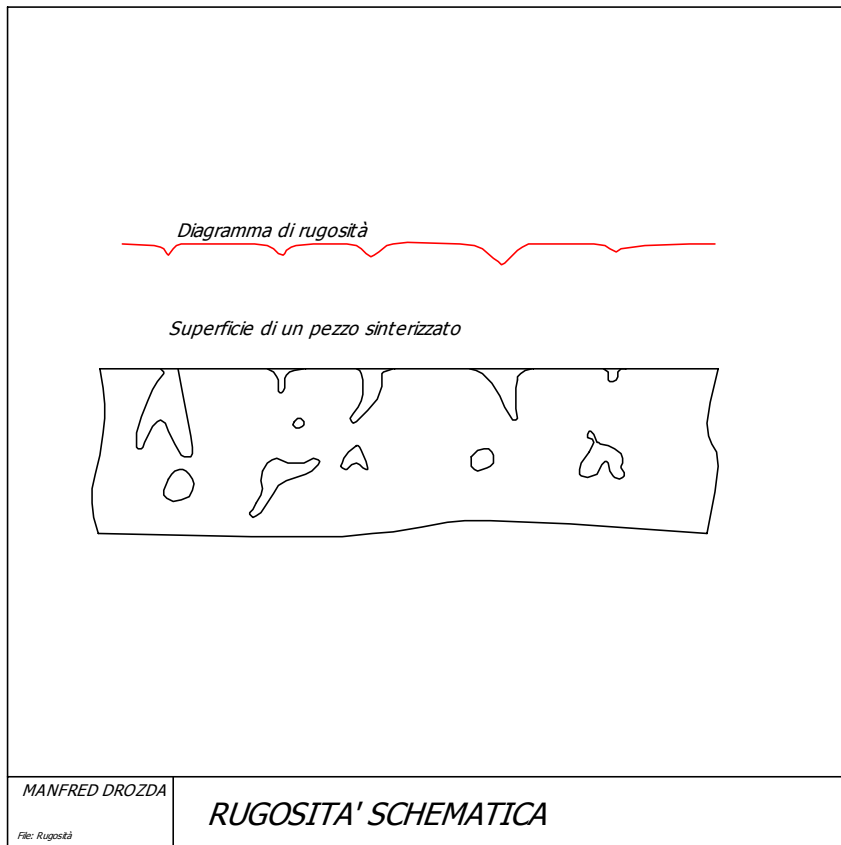 Diagramma di rugosità
Superficie di un pezzo sinterizzato
MANFRED DROZDA
File: Rugosità
RUGOSITA' SCHEMATICA